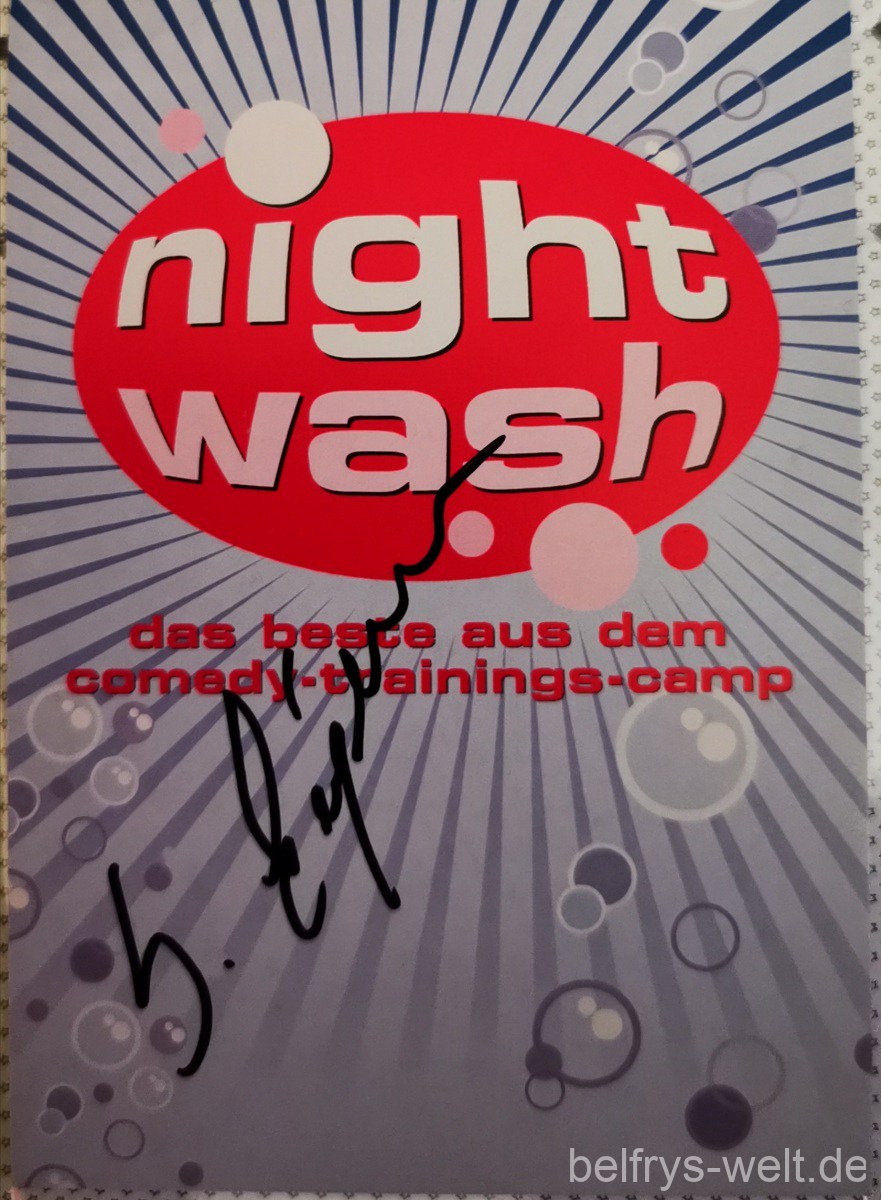 night
wash
das beste aus dem
comedy-trainings-camp
belfrys-welt.de